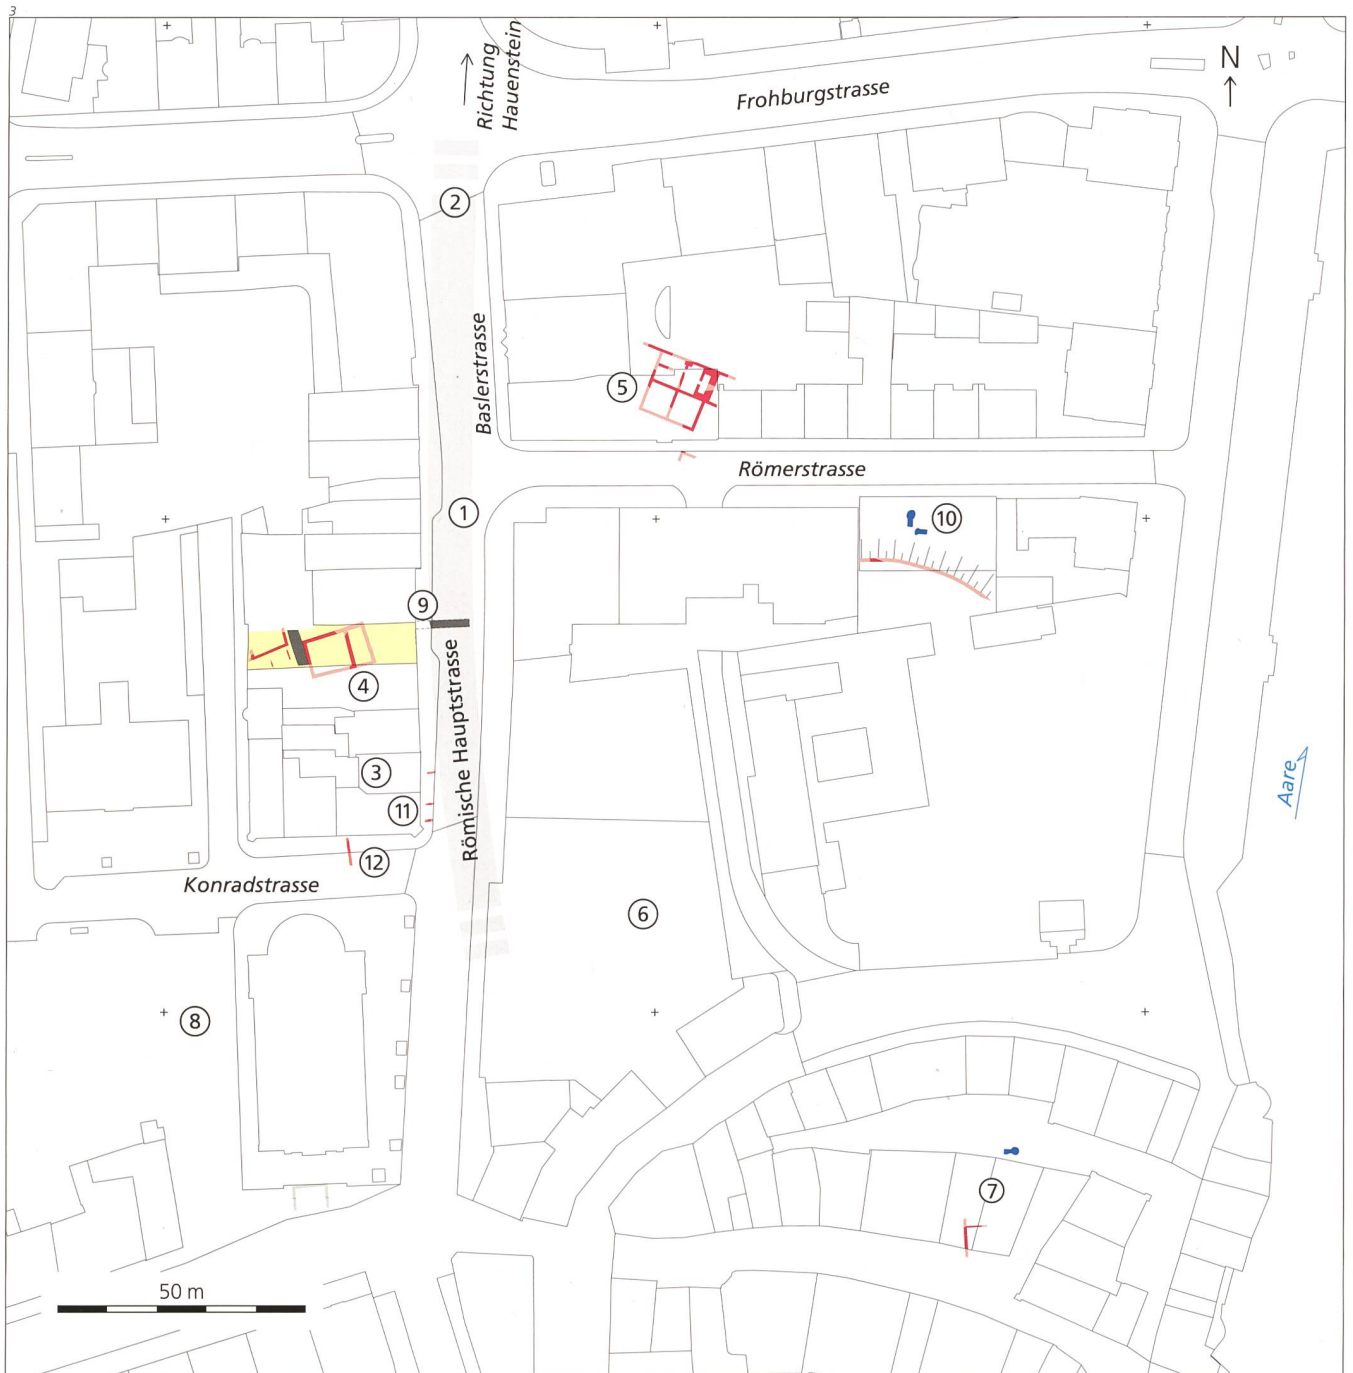 3
Richtung
Hauenstein
Frohburgstrasse
N
2
Baslerstrasse
5
Römerstrasse
1
10
9
4
Römische Hauptstrasse
3
11
12
Aare
Konradstrasse
6
8
7
50 m